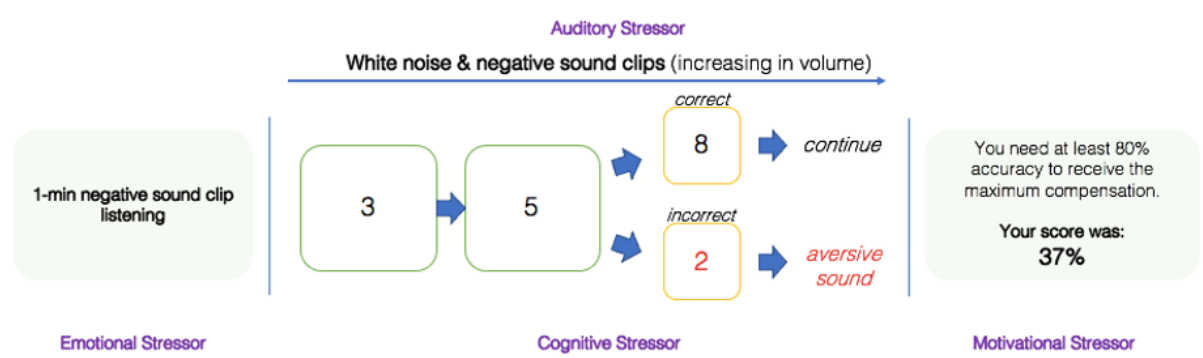 Auditory Stressor
White noise & negative sound clips (increasing in volume)
1-min negative sound clip
listening
3
5
correct
8
continue
incorrect
2
aversive
sound
You need at least 80%
accuracy to receive the
maximum compensation.
Your score was:
37%
Emotional Stressor
Cognitive Stressor
Motivational Stressor